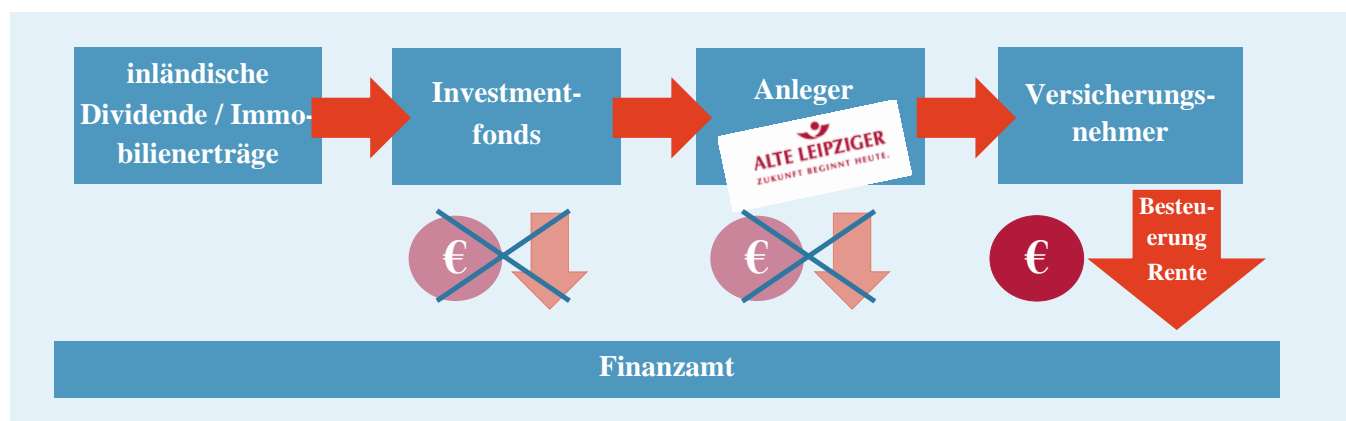 inländische
Dividende / Immo-
bilienerträge
Investment-
fonds
Anleger
ALTE LEIPZIGER
ZUKUNFT BEGINNT HEUTE.
Versicherungs-
nehmer
€
€
€
Besteu-
erung
Rente
Finanzamt